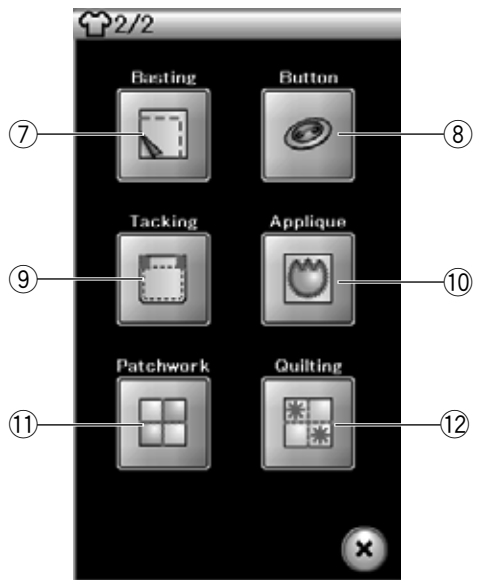 2/2
Basting Button
⑦ ⑧
Tacking Applique
⑨ ⑩
Patchwork Quilting
⑪ ⑫